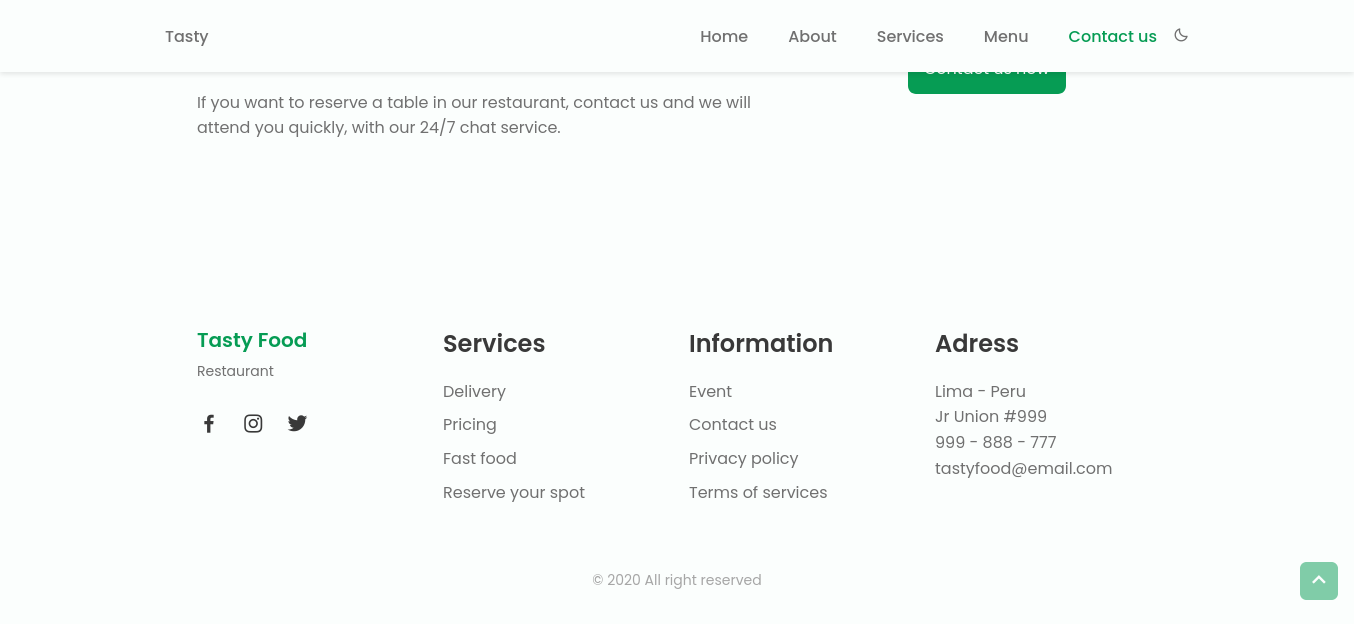 Tasty
Home
About
Services
Menu
Contact us
Contact us now
If you want to reserve a table in our restaurant, contact us and we will
attend you quickly, with our 24/7 chat service.
Tasty Food
Restaurant
Services
Delivery
Pricing
Fast food
Reserve your spot
Information
Event
Contact us
Privacy policy
Terms of services
Adress
Lima - Peru
Jr Union #999
999 - 888 - 777
tastyfood@email.com
© 2020 All right reserved